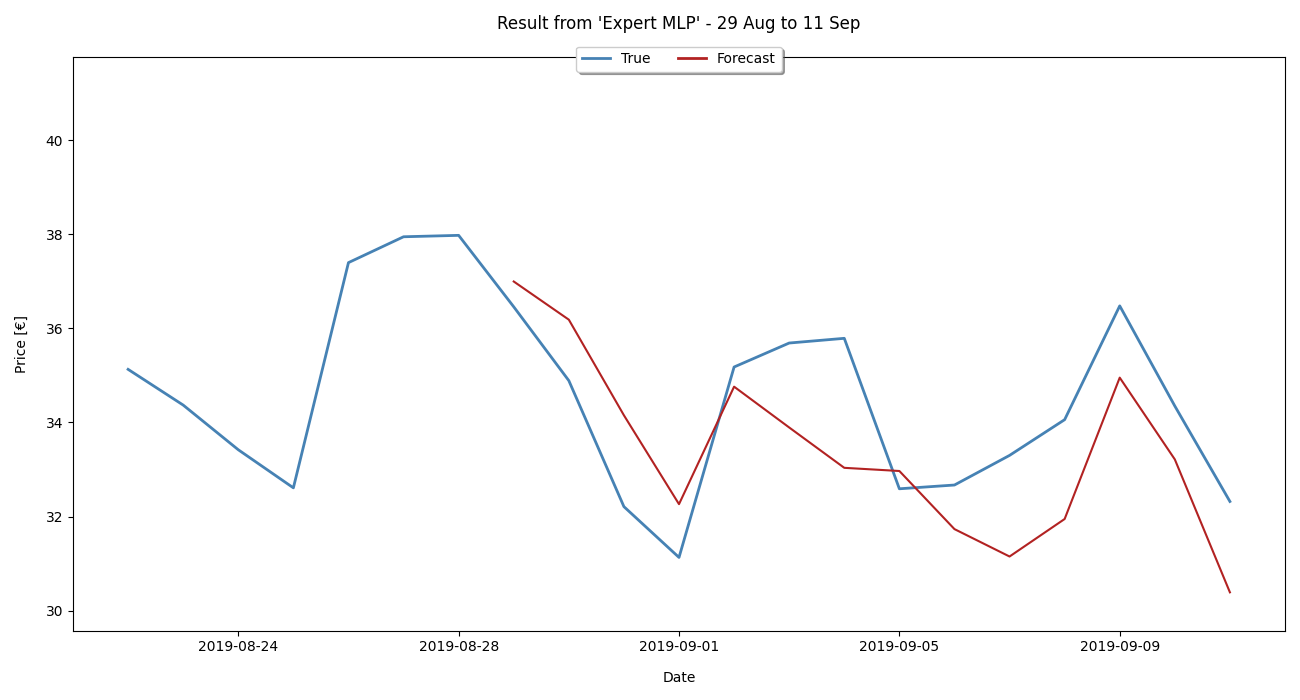 Result from 'Expert MLP' - 29 Aug to 11 Sep
True Forecast
Price [€]
40
38
36
34
32
30
2019-08-24 2019-08-28 2019-09-01 2019-09-05 2019-09-09
Date